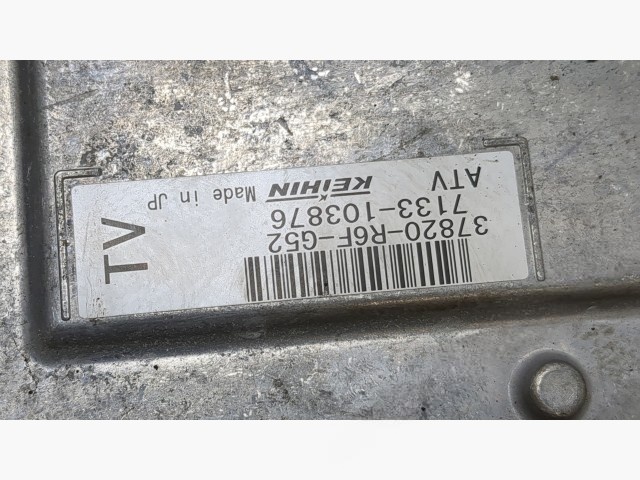 37820-R6F-G52
7133-103876
ATV
KEIHIN Made in JP
TV